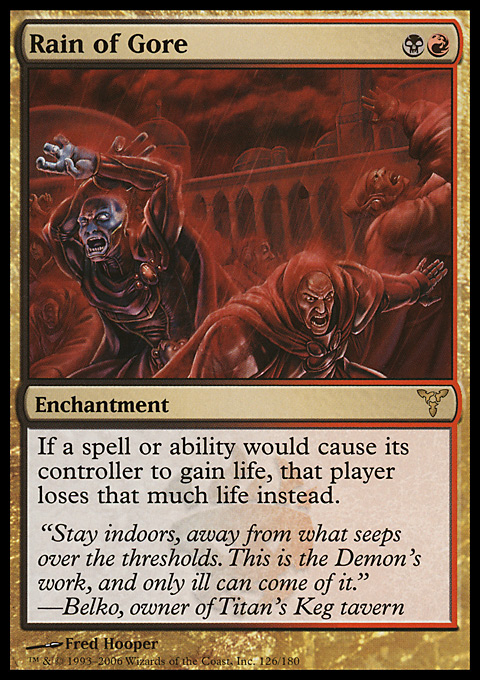 Rain of Gore
Enchantment
If a spell or ability would cause its
controller to gain life, that player
loses that much life instead.
“Stay indoors, away from what seeps
over the thresholds. This is the Demon’s
work, and only ill can come of it.”
—Belko, owner of Titan’s Keg tavern
Fred Hooper
™ & © 1993–2006 Wizards of the Coast, Inc. 126/180